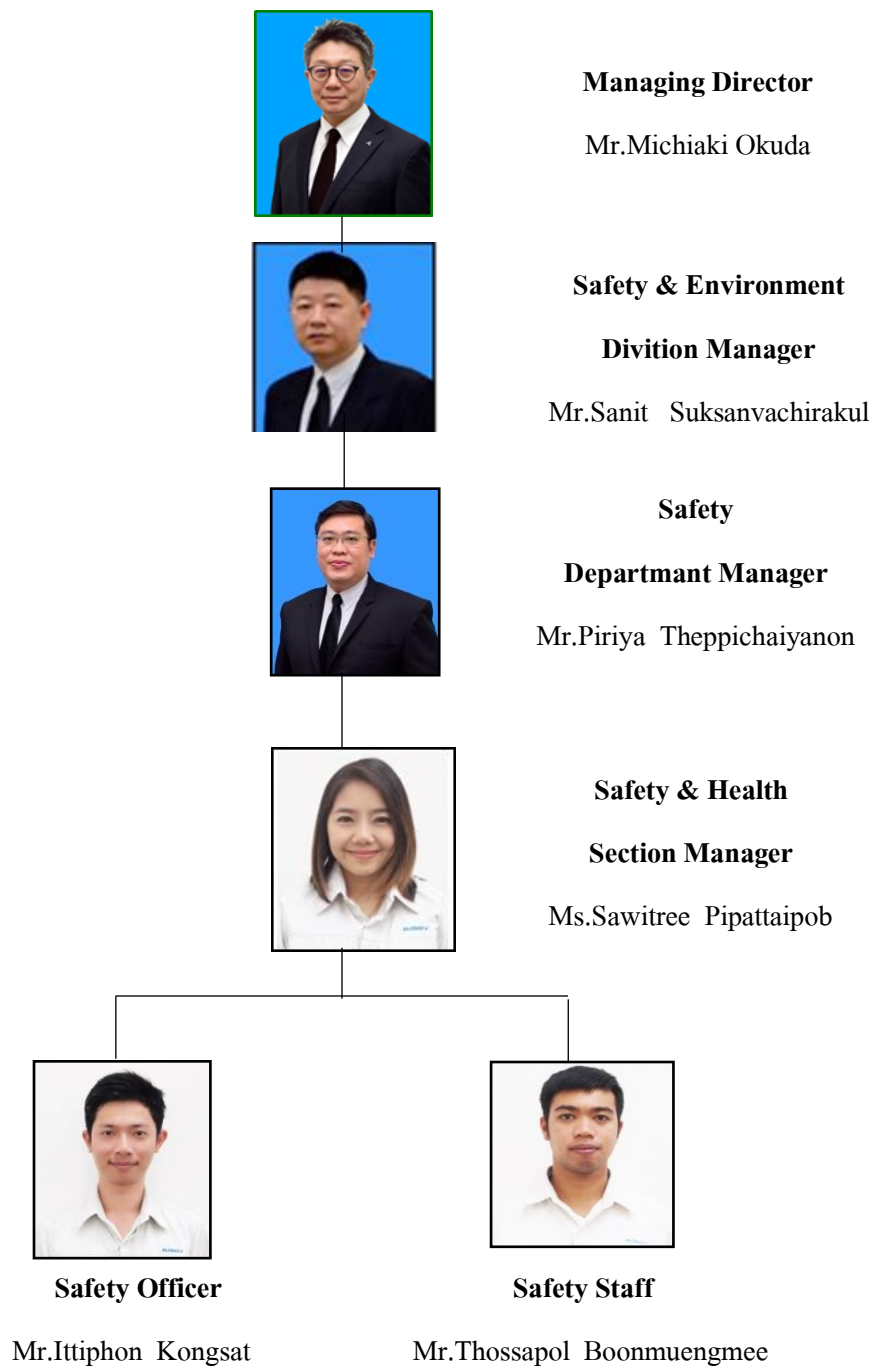 Managing Director
Mr.Michiaki Okuda
Safety & Environment
Divition Manager
Mr.Sanit Suksanvachirakul
Safety
Departmant Manager
Mr.Piriya Theppichaiyanon
Safety & Health
Section Manager
Ms.Sawitree Pipattaipob
Safety Officer
Mr.Ittiphon Kongsat
Safety Staff
Mr.Thossapol Boonmuengmee